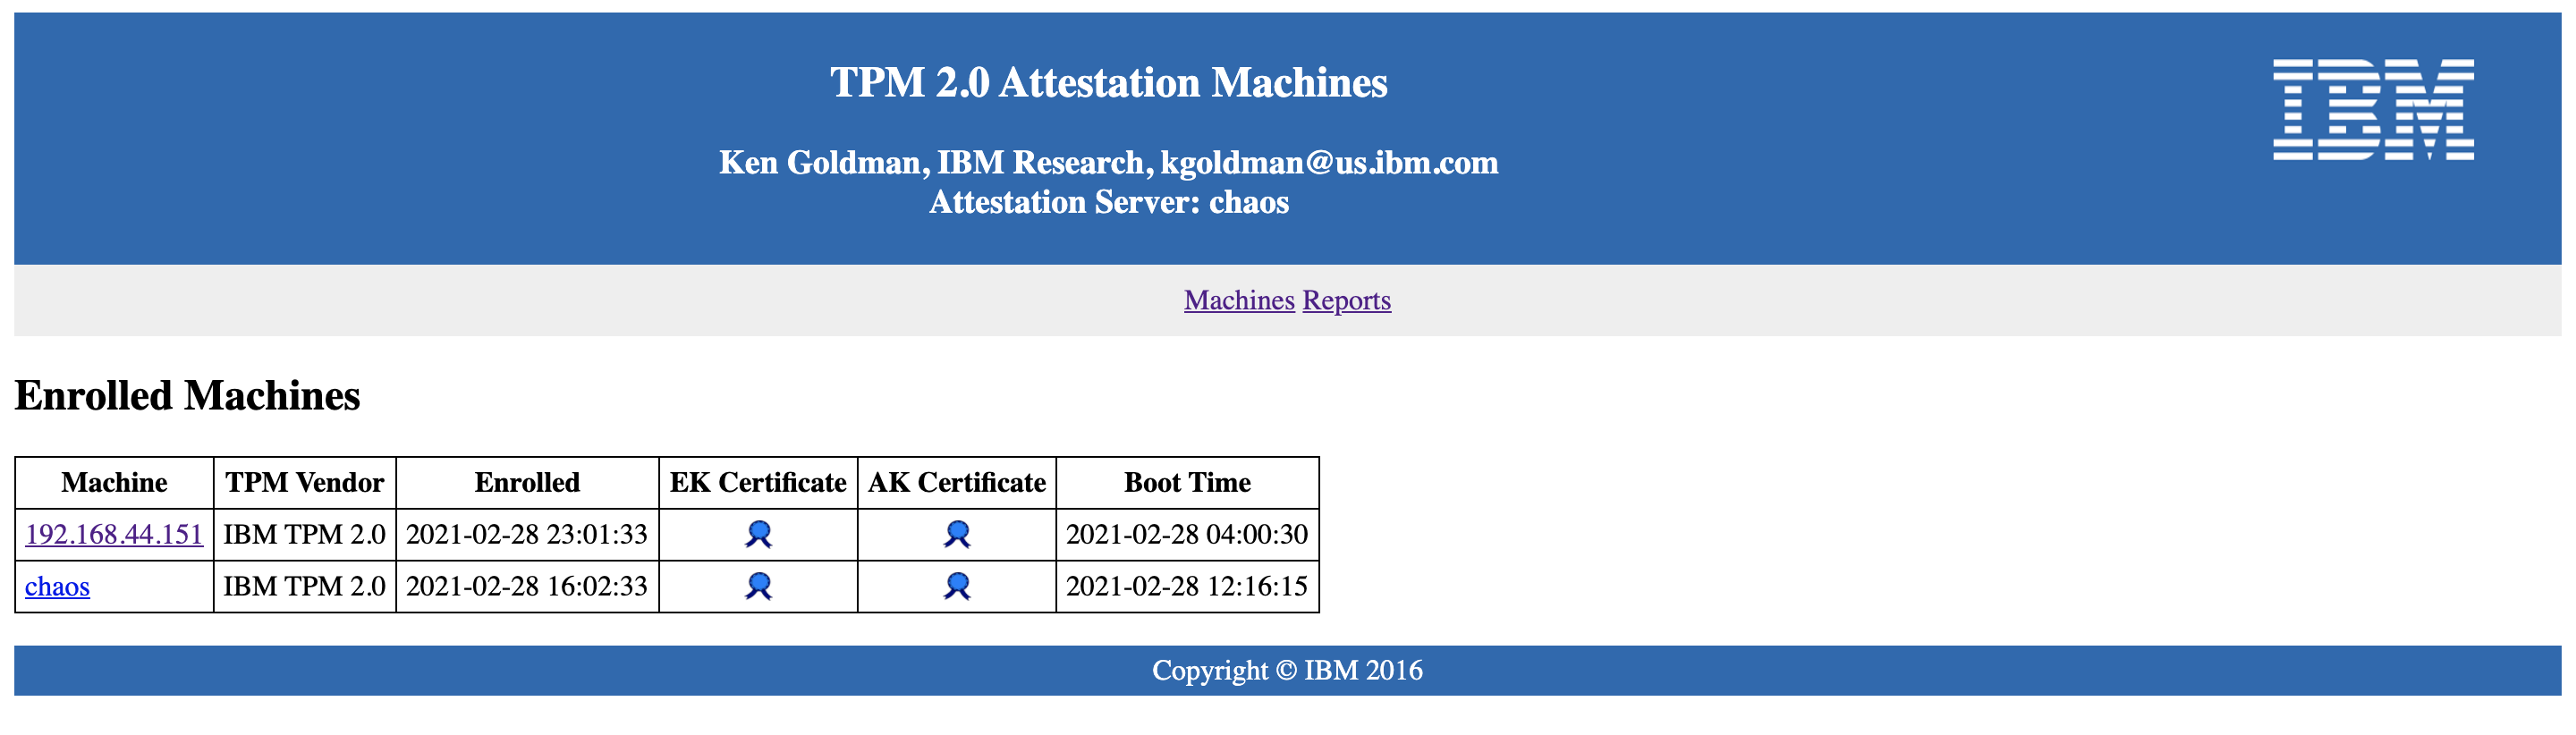 TPM 2.0 Attestation Machines
IBM
Ken Goldman, IBM Research, kgoldman@us.ibm.com
Attestation Server: chaos
Machines Reports
Enrolled Machines
Machine TPM Vendor Enrolled EK Certificate AK Certificate Boot Time
192.168.44.151 IBM TPM 2.0 2021-02-28 23:01:33 2021-02-28 04:00:30
chaos IBM TPM 2.0 2021-02-28 16:02:33 2021-02-28 12:16:15
Copyright © IBM 2016